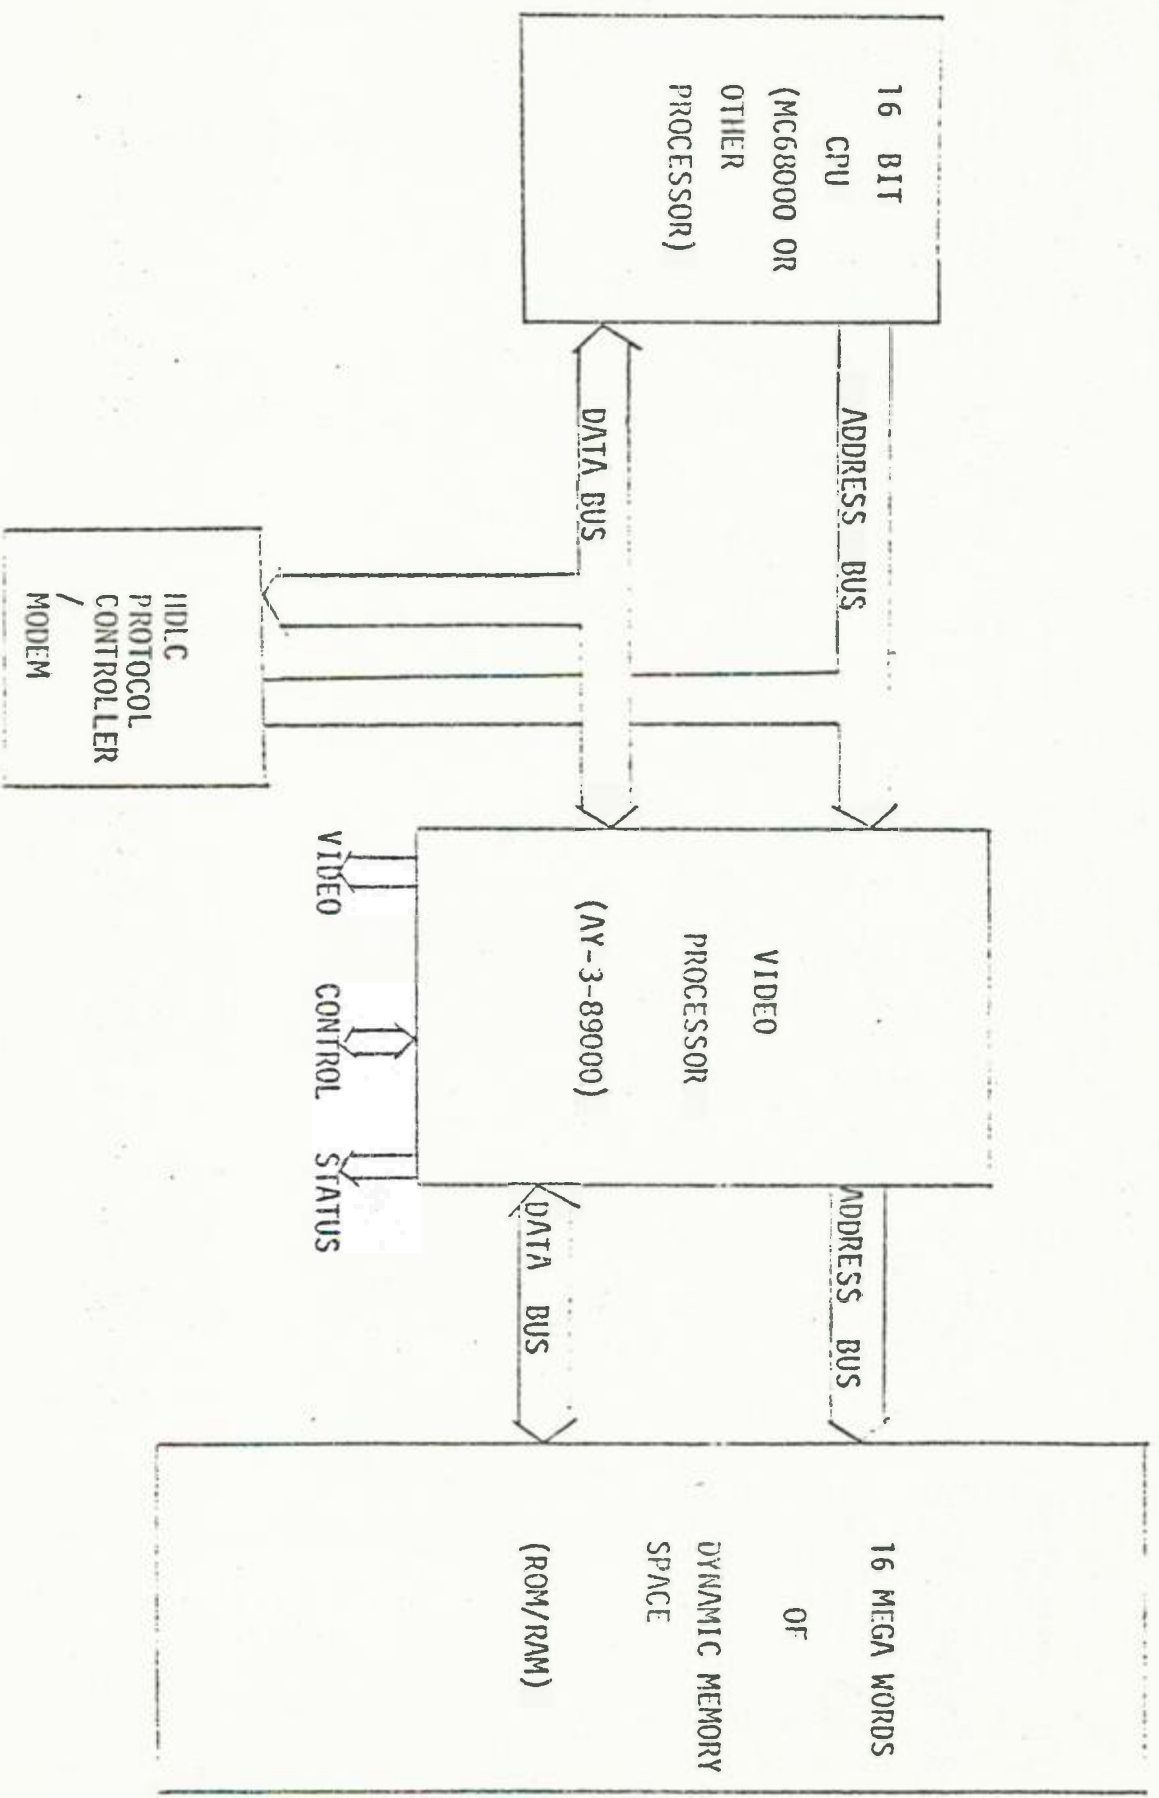 16 BIT
CPU
(MC68000 OR
OTHER
PROCESSOR)
ADDRESS BUS
DATA BUS
HDLC
PROTOCOL
CONTROLLER
/
MODEM
VIDEO
PROCESSOR
(AY-3-89000)
VIDEO
CONTROL
STATUS
ADDRESS BUS
DATA BUS
16 MEGA WORDS
OF
DYNAMIC MEMORY
SPACE
(ROM/RAM)